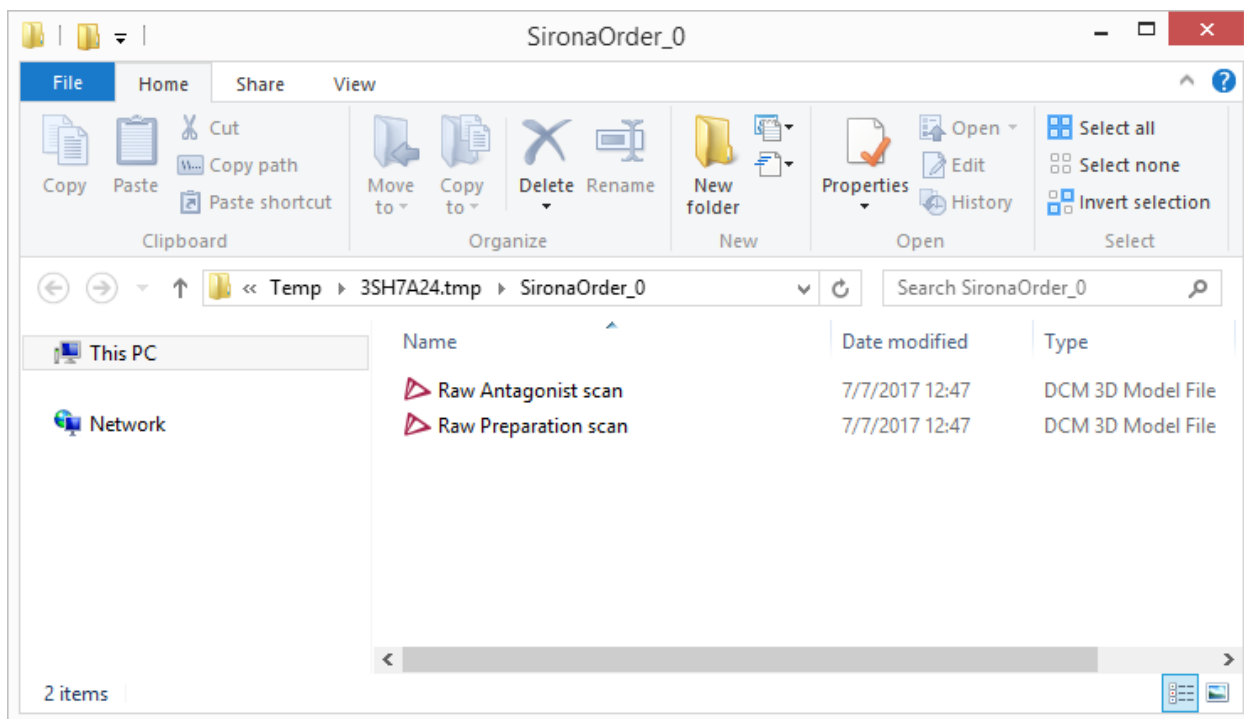 SironaOrder_0
File Home Share View
Copy
Paste
Cut
Copy path
Paste shortcut
Clipboard
Move to
Copy to
Delete
Rename
Organize
New folder
New
Properties
Open
Edit
History
Open
Select all
Select none
Invert selection
Select
« Temp 3SH7A24.tmp SironaOrder_0
Search SironaOrder_0
This PC
Network
Name Date modified Type
Raw Antagonist scan 7/7/2017 12:47 DCM 3D Model File
Raw Preparation scan 7/7/2017 12:47 DCM 3D Model File
2 items